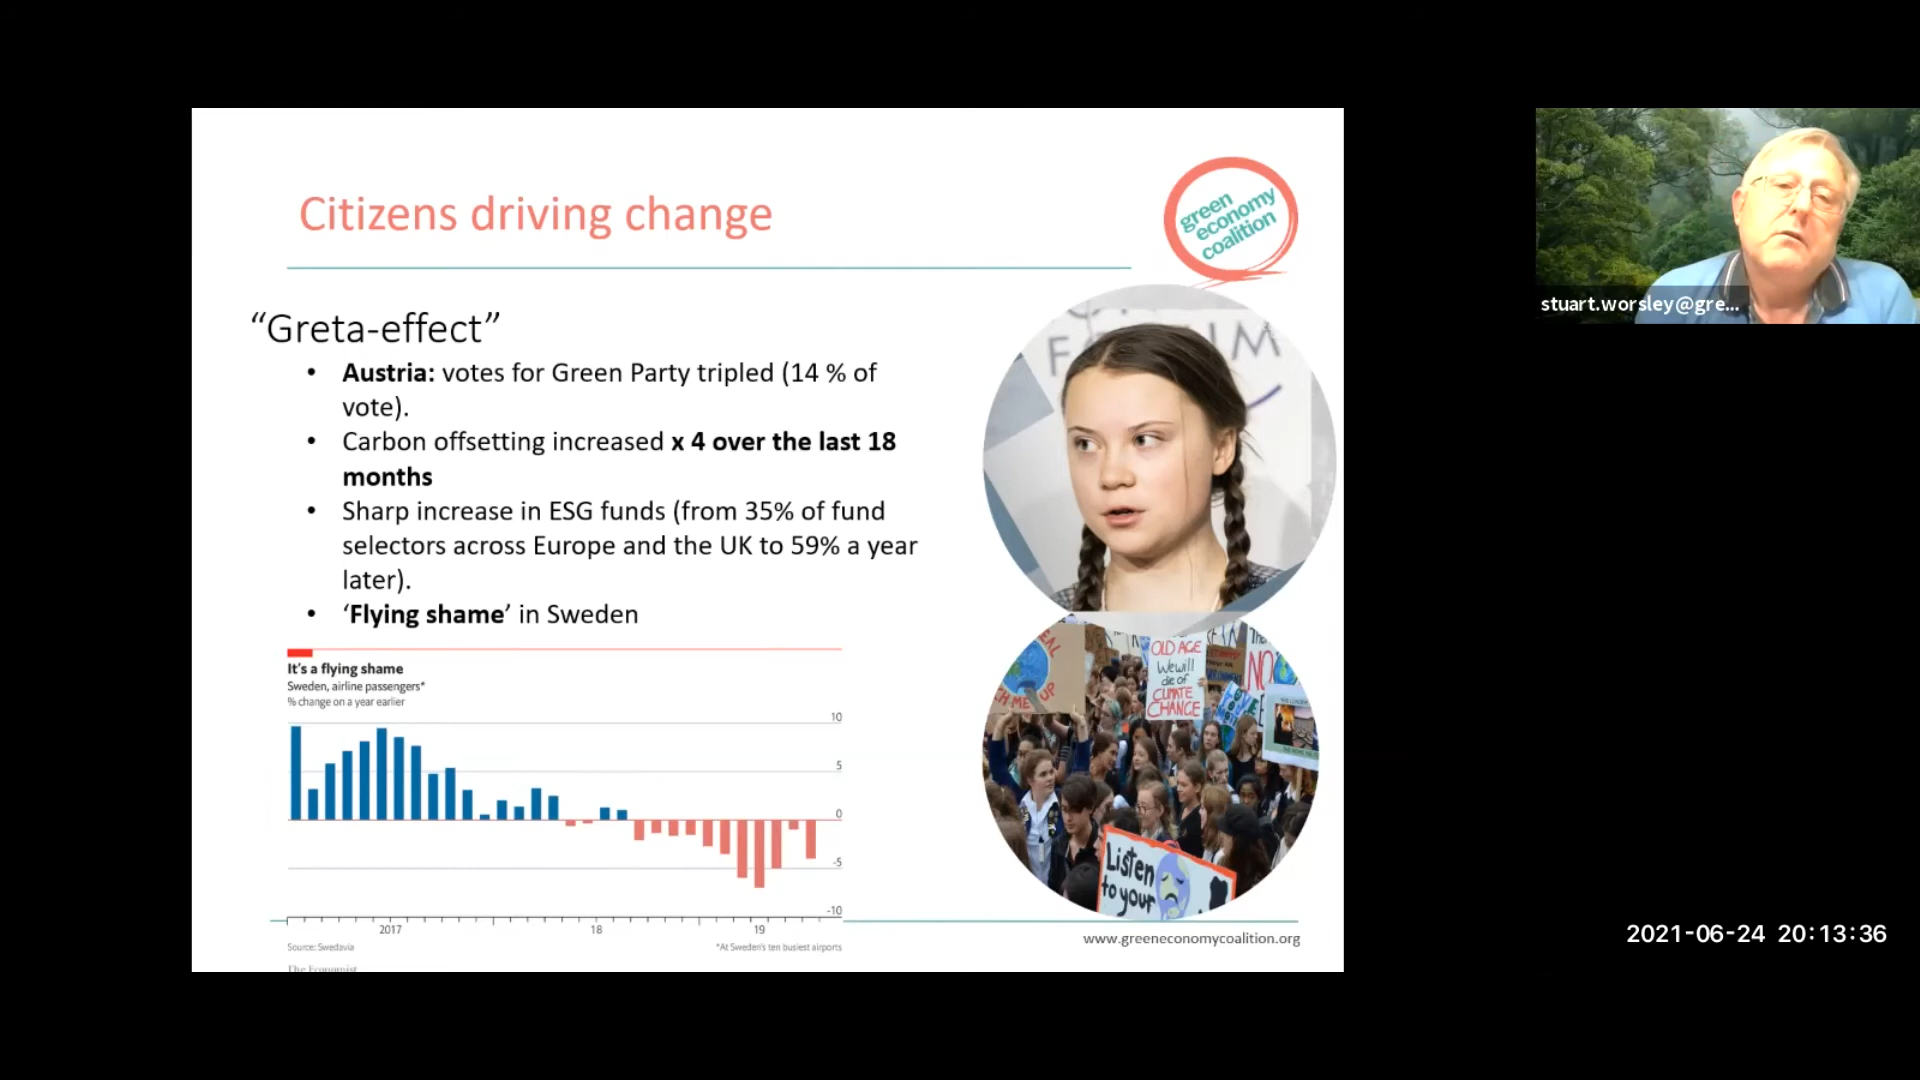 Citizens driving change
green
economy
coalition
“Greta-effect”
• Austria: votes for Green Party tripled (14 % of
vote).
• Carbon offsetting increased x 4 over the last 18
months
• Sharp increase in ESG funds (from 35% of fund
selectors across Europe and the UK to 59% a year
later).
• ‘Flying shame’ in Sweden
It's a flying shame
Sweden, airline passengers*
% change on a year earlier
10
5
0
-5
-10
2017
18
19
Source: Swedavia
*At Sweden's ten busiest airports
The Economist
OLD AGE
We will
die of
CLIMATE
CHANGE
NO
Listen
to your
www.greeneconomycoalition.org
stuart.worsley@gre...
2021-06-24 20:13:36